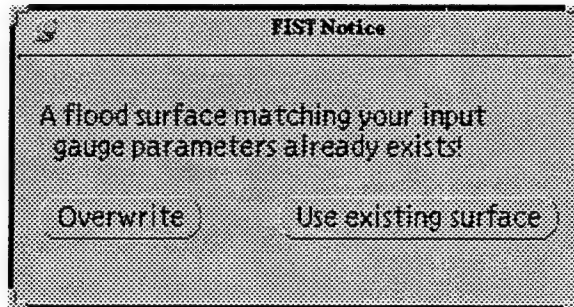 FIST Notice
A flood surface matching your input
gauge parameters already exists!
Overwrite
Use existing surface